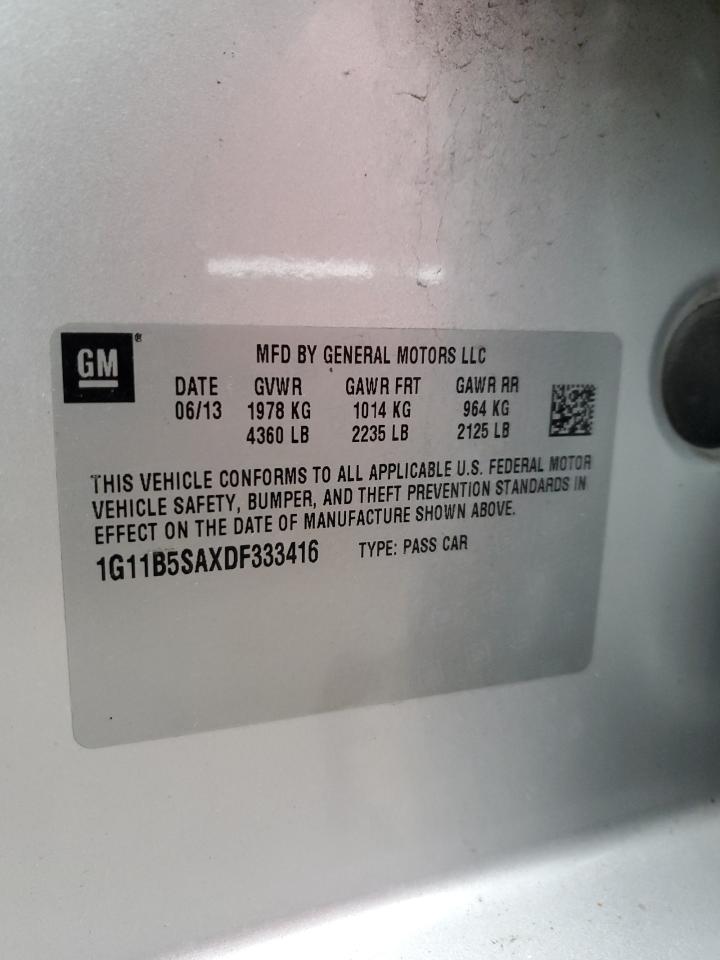 GM®
MFD BY GENERAL MOTORS LLC
DATE GVWR GAWR FRT GAWR RR
06/13 1978 KG 1014 KG 964 KG
4360 LB 2235 LB 2125 LB
THIS VEHICLE CONFORMS TO ALL APPLICABLE U.S. FEDERAL MOTOR
VEHICLE SAFETY, BUMPER, AND THEFT PREVENTION STANDARDS IN
EFFECT ON THE DATE OF MANUFACTURE SHOWN ABOVE.
1G11B5SAXDF333416 TYPE: PASS CAR